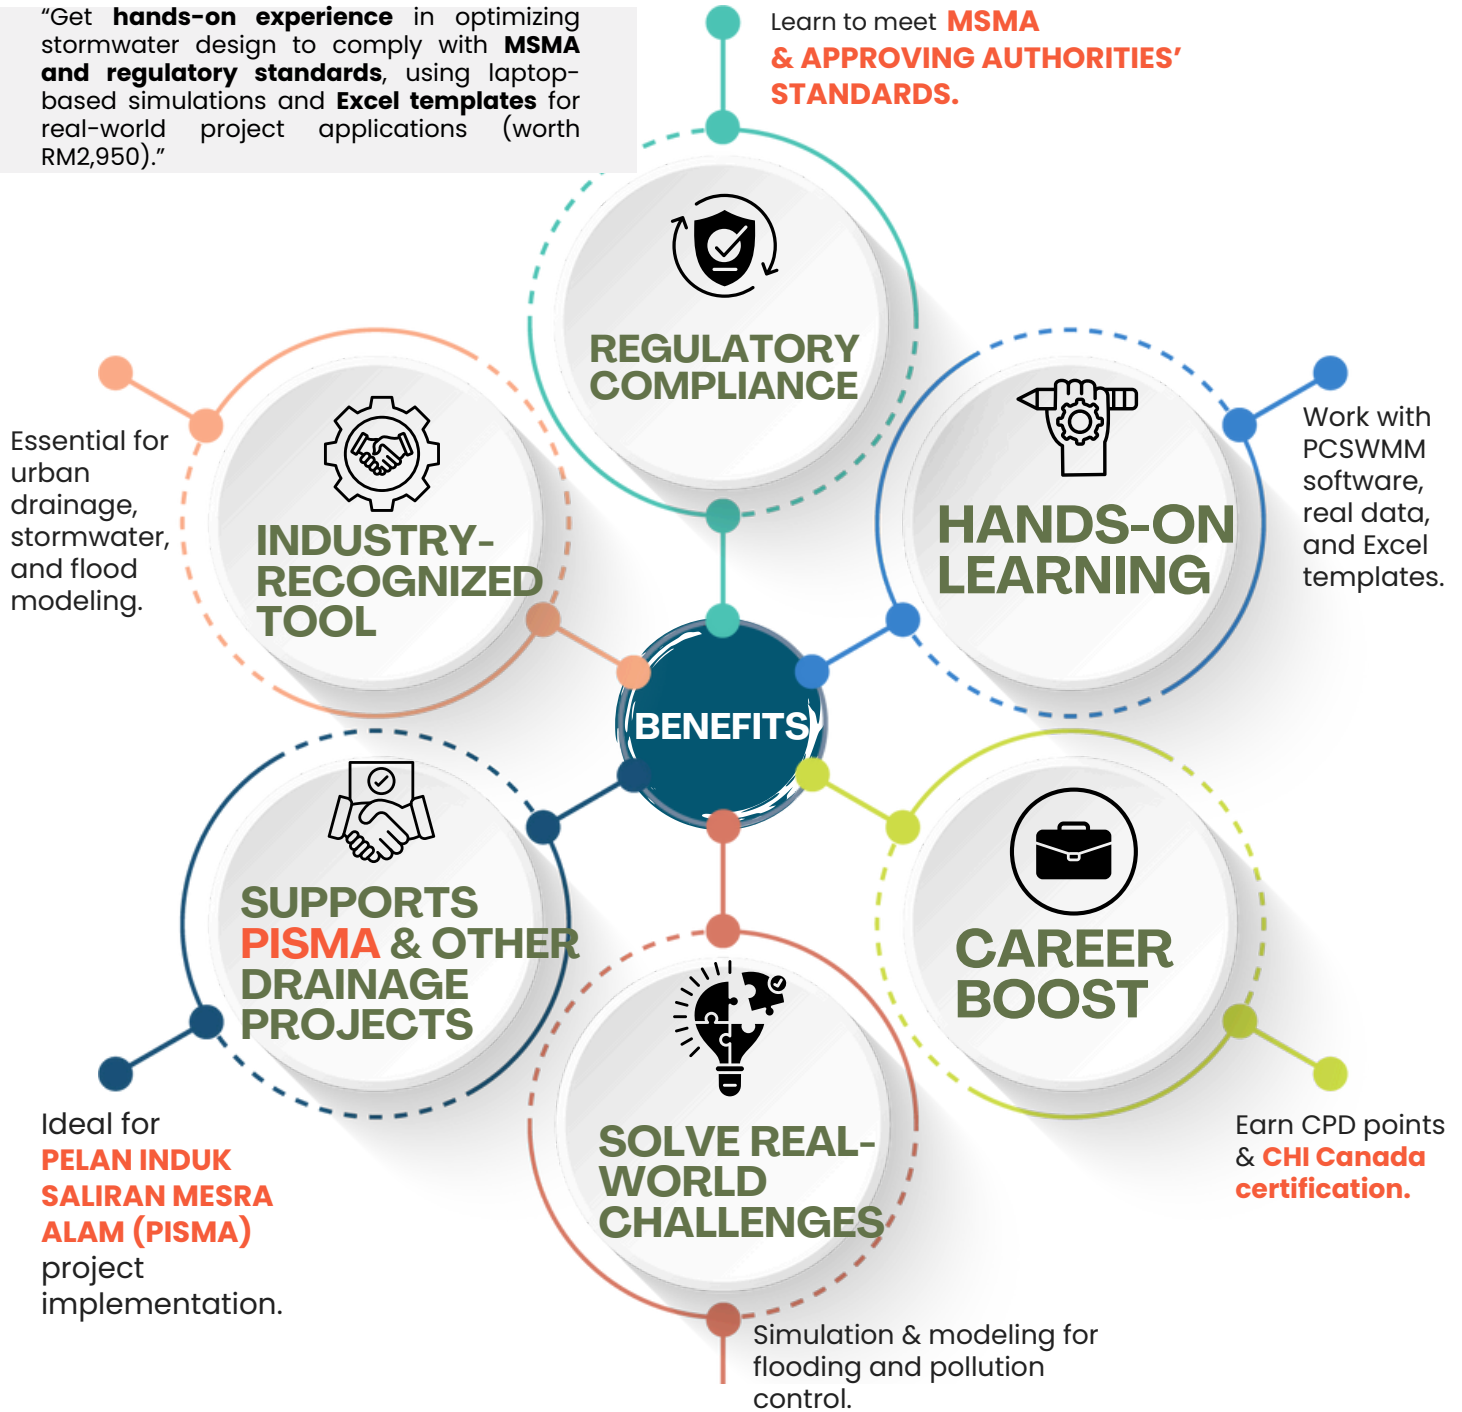 “Get hands-on experience in optimizing
stormwater design to comply with MSMA
and regulatory standards, using laptop-
based simulations and Excel templates for
real-world project applications (worth
RM2,950).”
Learn to meet MSMA
& APPROVING AUTHORITIES’
STANDARDS.
REGULATORY
COMPLIANCE
Essential for
urban
drainage,
stormwater,
and flood
modeling.
INDUSTRY-
RECOGNIZED
TOOL
HANDS-ON
LEARNING
Work with
PCSWMM
software,
real data,
and Excel
templates.
BENEFITS
SUPPORTS
PISMA & OTHER
DRAINAGE
PROJECTS
Ideal for
PELAN INDUK
SALIRAN MESRA
ALAM (PISMA)
project
implementation.
SOLVE REAL-
WORLD
CHALLENGES
Simulation & modeling for
flooding and pollution
control.
CAREER
BOOST
Earn CPD points
& CHI Canada
certification.